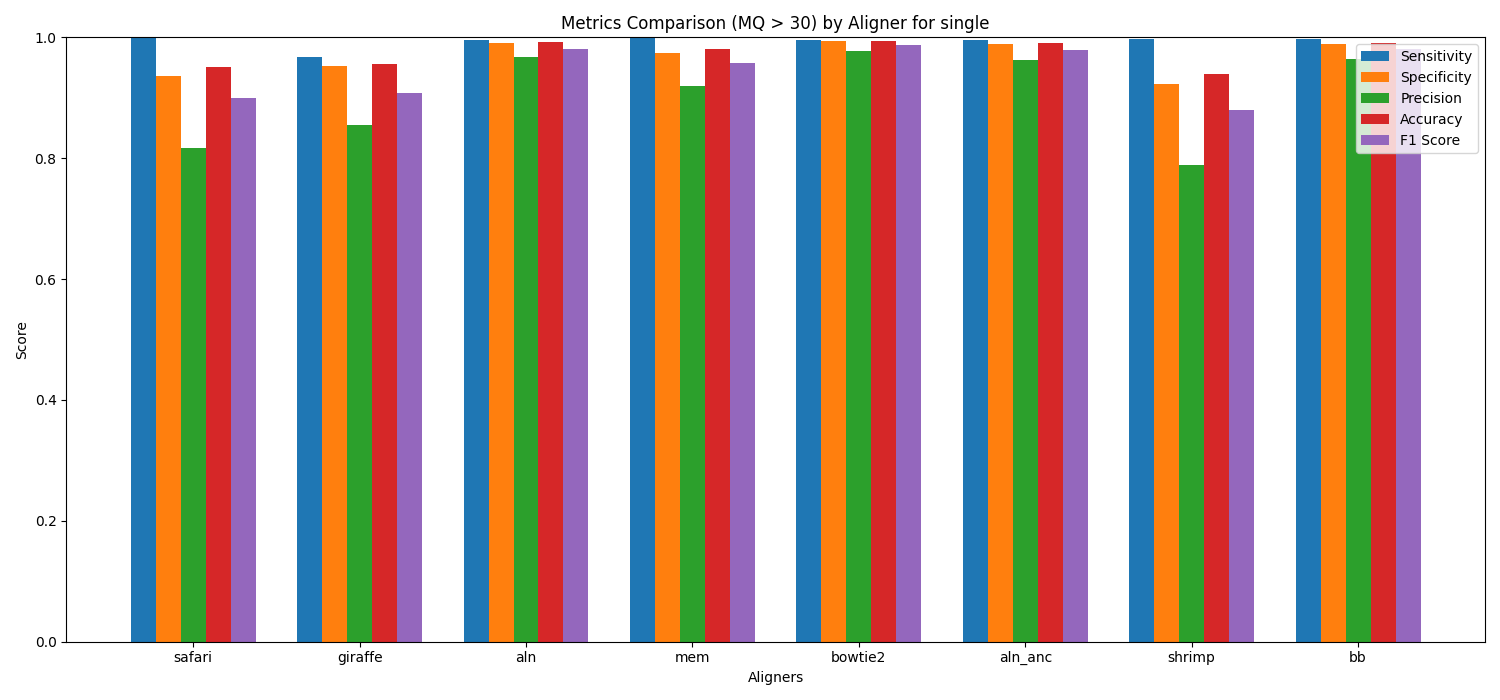 Metrics Comparison (MQ > 30) by Aligner for single
1.0
0.8
0.6
0.4
0.2
0.0
Score
Sensitivity
Specificity
Precision
Accuracy
F1 Score
safari giraffe aln mem bowtie2 aln_anc shrimp bb
Aligners